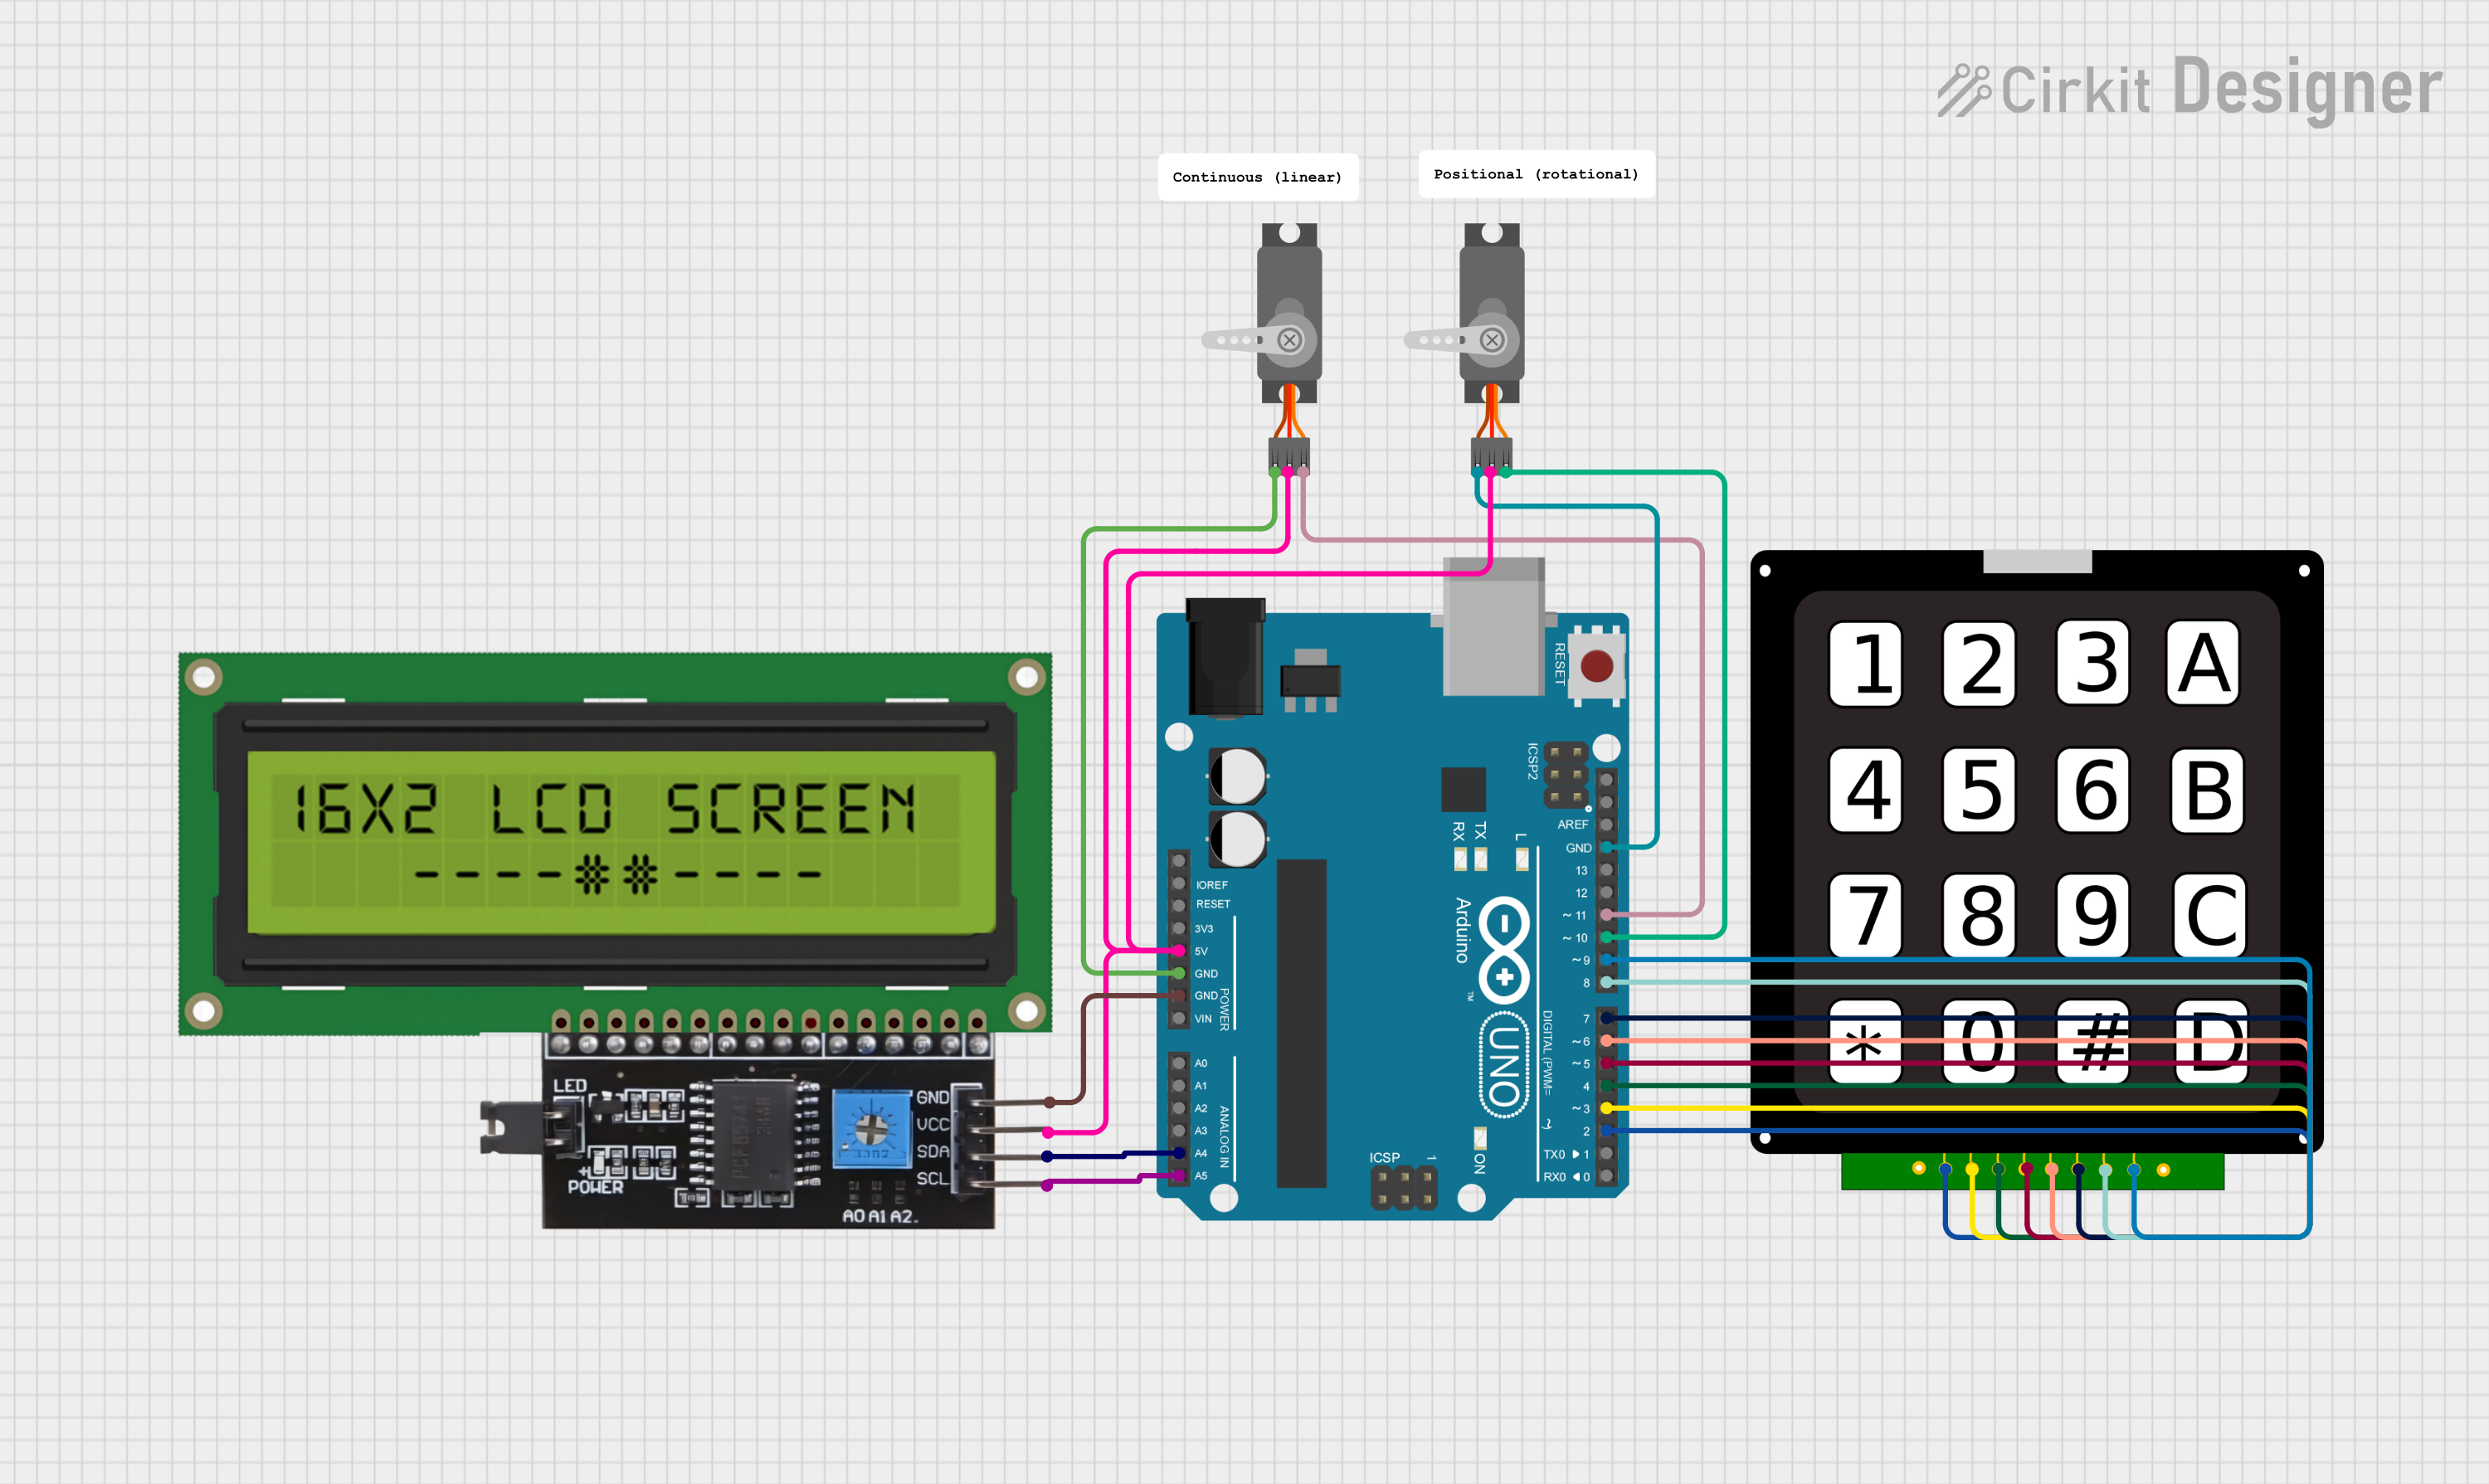 Cirkit Designer
Continuous (linear)
Positional (rotational)
16X2 LCD SCREEN
----##----
LED
POWER
GND
VCC
SDA
SCL
A0 A1 A2
RESET
ICSP2
RX
TX
L
AREF
GND
13
12
~ 11
~ 10
~ 9
8
7
~ 6
~ 5
4
~ 3
2
TX0 ▶ 1
RX0 ◀ 0
IOREF
RESET
3V3
5V
GND
GND
VIN
POWER
A0
A1
A2
A3
A4
A5
ANALOG IN
Arduino
TM
UNO
DIGITAL (PWM= ~)
ON
ICSP
1
1 2 3 A
4 5 6 B
7 8 9 C
* 0 # D